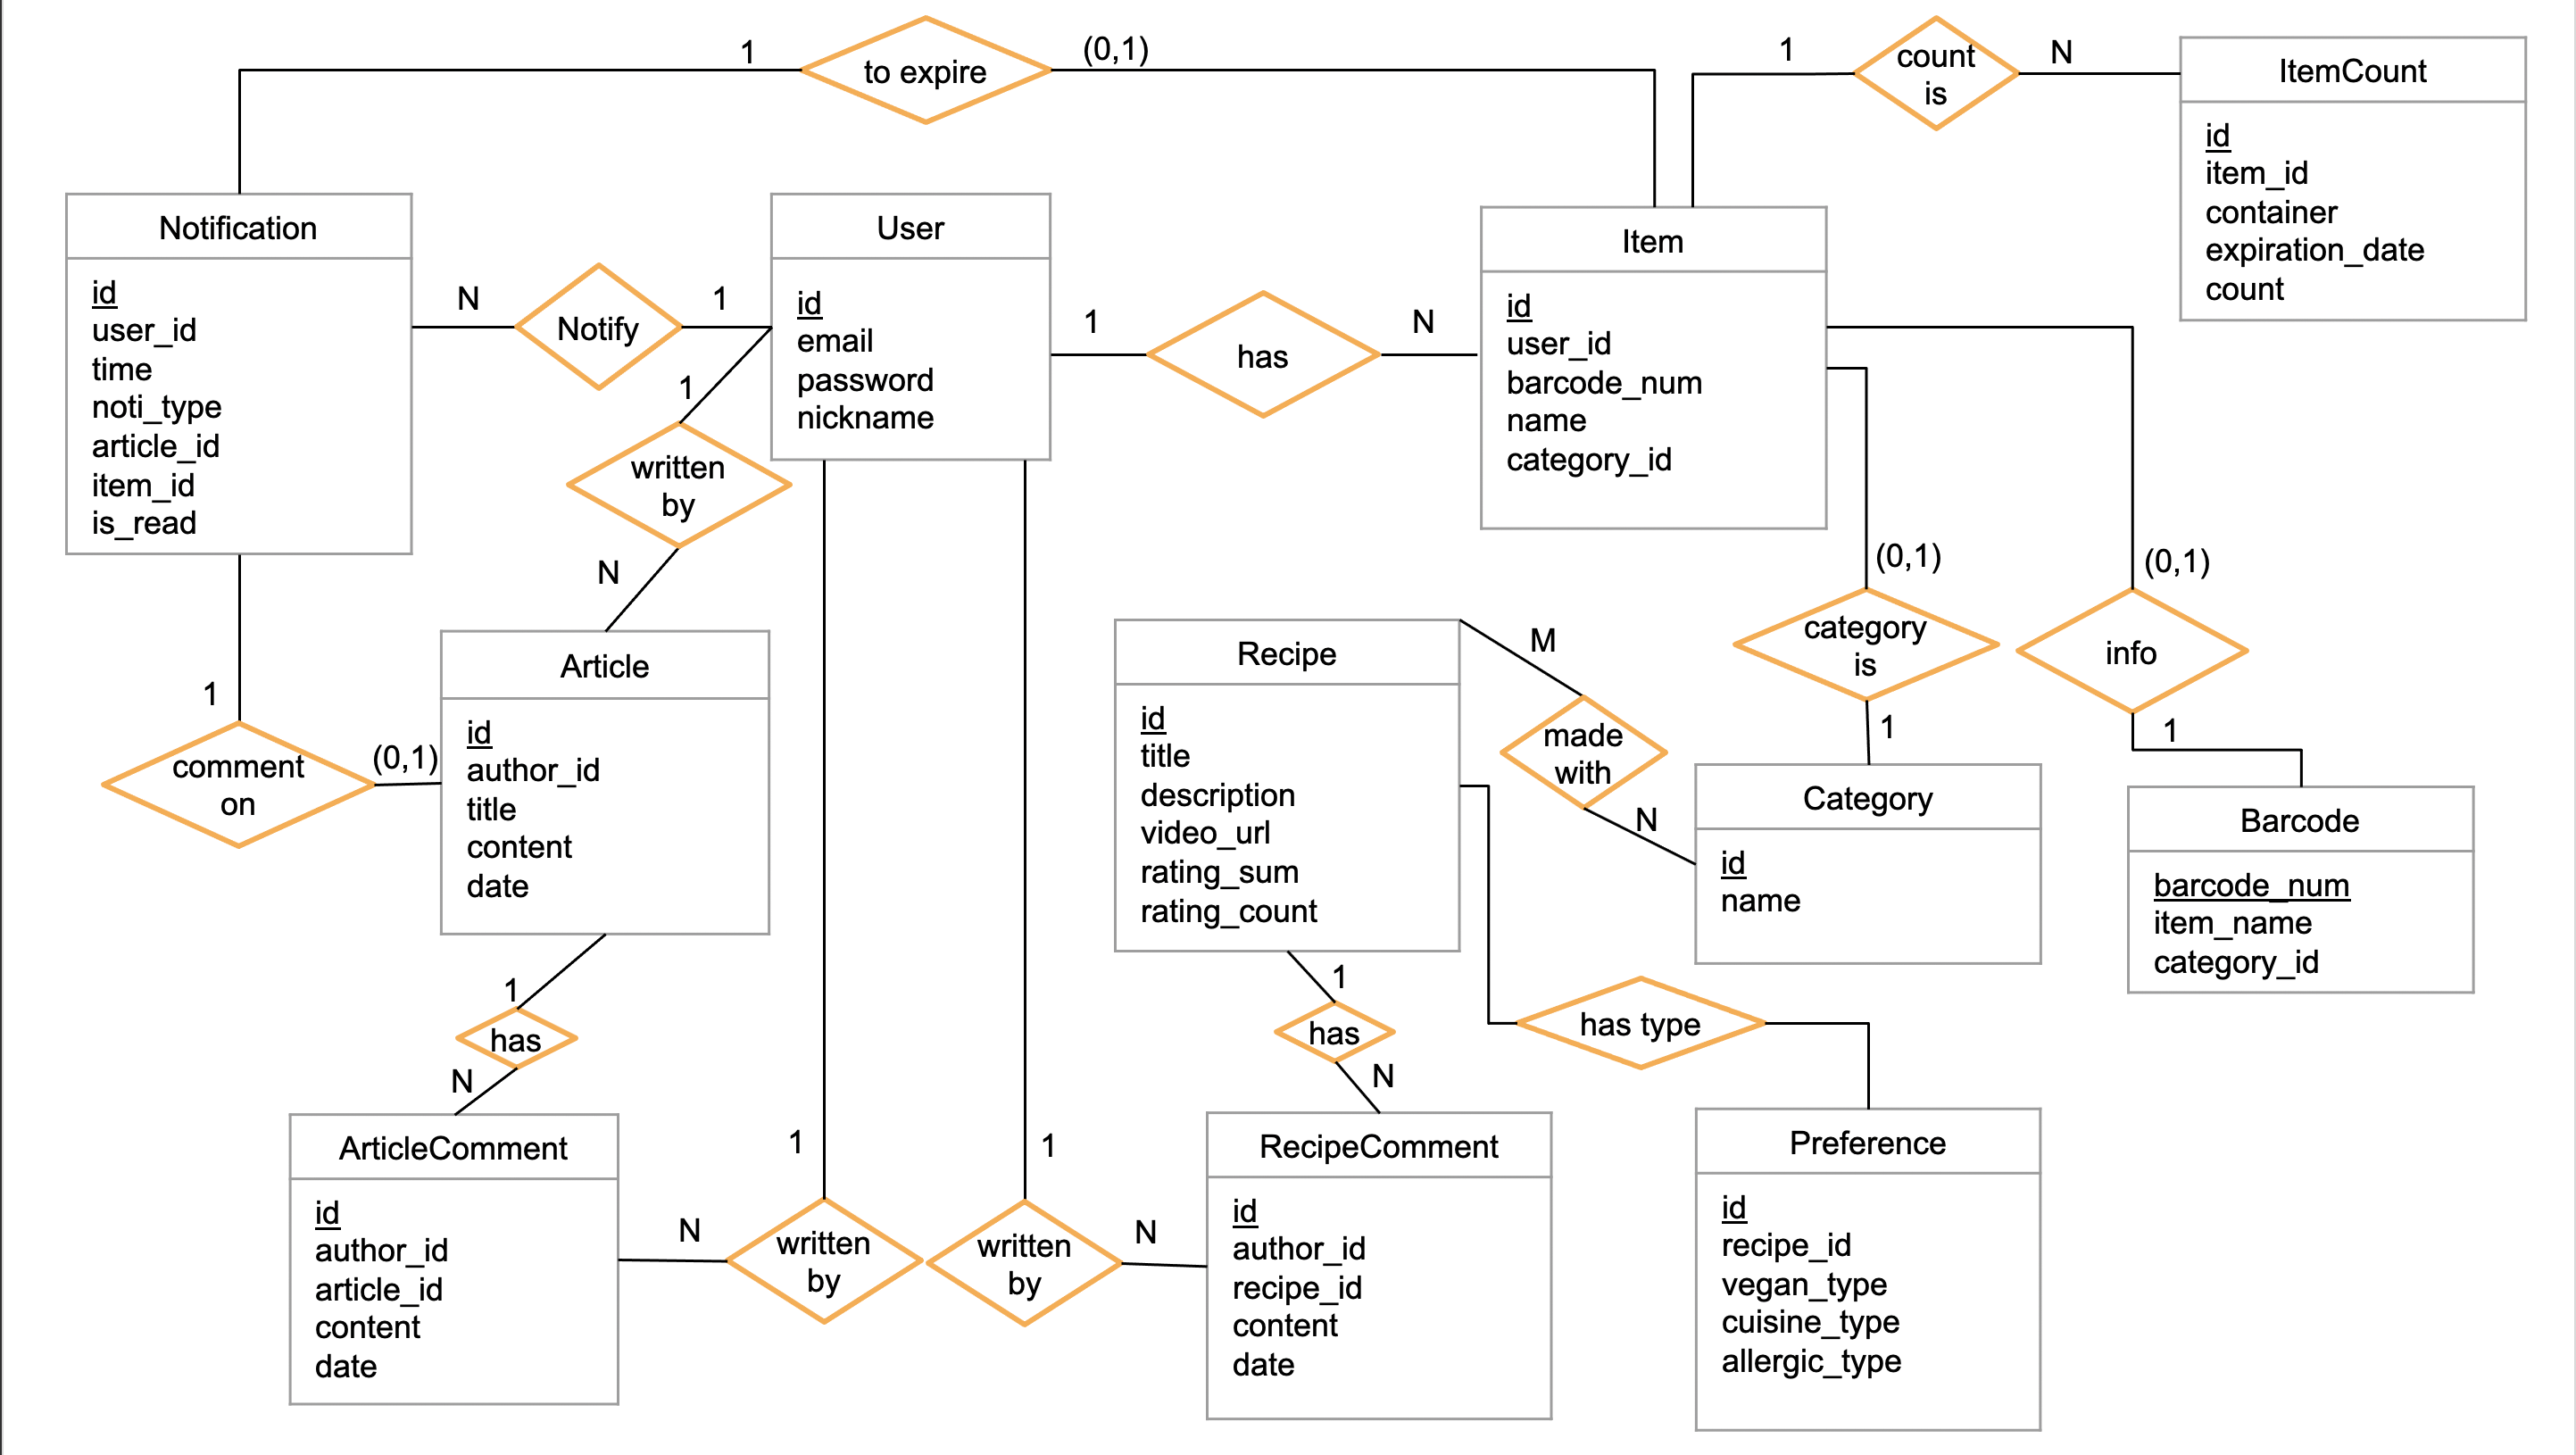 1
to expire
(0,1)
1
count
is
N
ItemCount
id
item_id
container
expiration_date
count
Notification
id
user_id
time
noti_type
article_id
item_id
is_read
N
Notify
1
User
id
email
password
nickname
1
has
N
Item
id
user_id
barcode_num
name
category_id
1
written
by
N
(0,1)
category
is
1
(0,1)
info
1
1
comment
on
(0,1)
Article
id
author_id
title
content
date
Recipe
id
title
description
video_url
rating_sum
rating_count
M
made
with
N
Category
id
name
Barcode
barcode_num
item_name
category_id
1
has
N
1
has
N
has type
ArticleComment
id
author_id
article_id
content
date
N
1
written
by
1
written
by
N
RecipeComment
id
author_id
recipe_id
content
date
Preference
id
recipe_id
vegan_type
cuisine_type
allergic_type